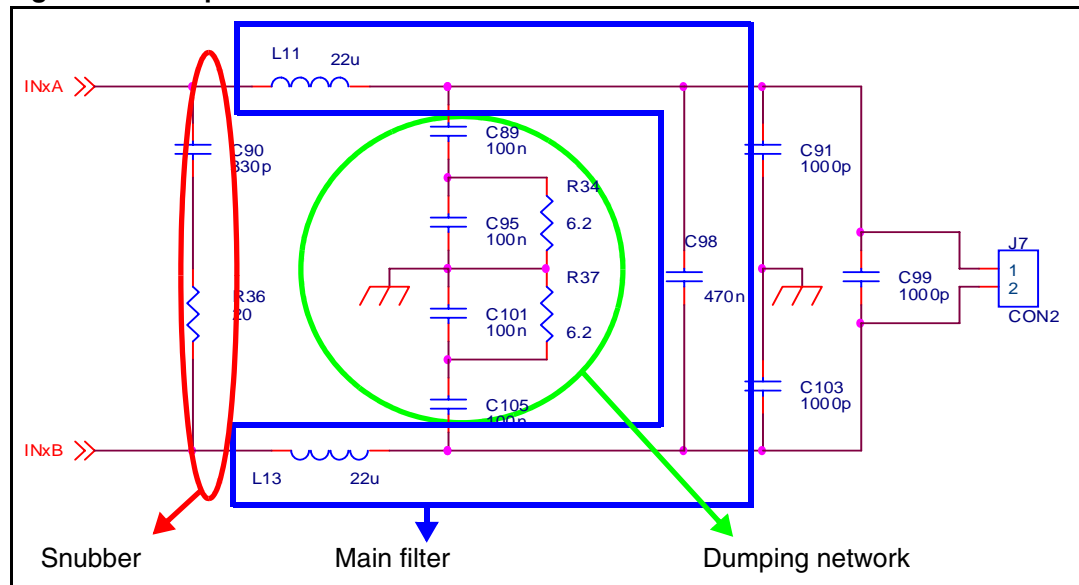 L11
22u
INxA
C90
330p
C89
100n
C91
1000p
R34
6.2
C95
100n
C98
470n
R37
6.2
C101
100n
C99
1000p
J7
1
2
CON2
R36
20
C103
1000p
C105
100n
INxB
L13
22u
Snubber
Main filter
Dumping network